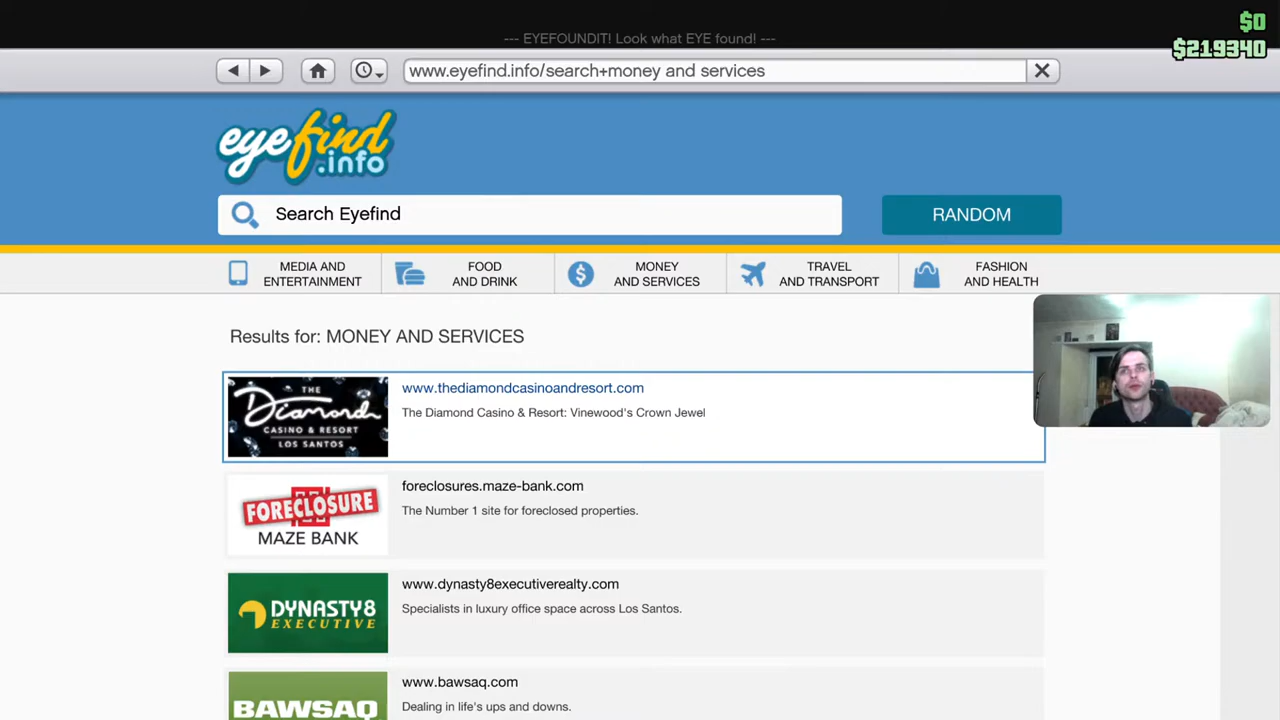 $0
--- EYEFOUNDIT! Look what EYE found! ---
$219340
www.eyefind.info/search+money and services
eyefind
.info
Search Eyefind
RANDOM
MEDIA AND
ENTERTAINMENT
FOOD
AND DRINK
MONEY
AND SERVICES
TRAVEL
AND TRANSPORT
FASHION
AND HEALTH
Results for: MONEY AND SERVICES
THE
Diamond
CASINO & RESORT
LOS SANTOS
www.thediamondcasinoandresort.com
The Diamond Casino & Resort: Vinewood's Crown Jewel
FORECLOSURE
MAZE BANK
foreclosures.maze-bank.com
The Number 1 site for foreclosed properties.
DYNASTY8
EXECUTIVE
www.dynasty8executiverealty.com
Specialists in luxury office space across Los Santos.
BAWSAQ
www.bawsaq.com
Dealing in life's ups and downs.